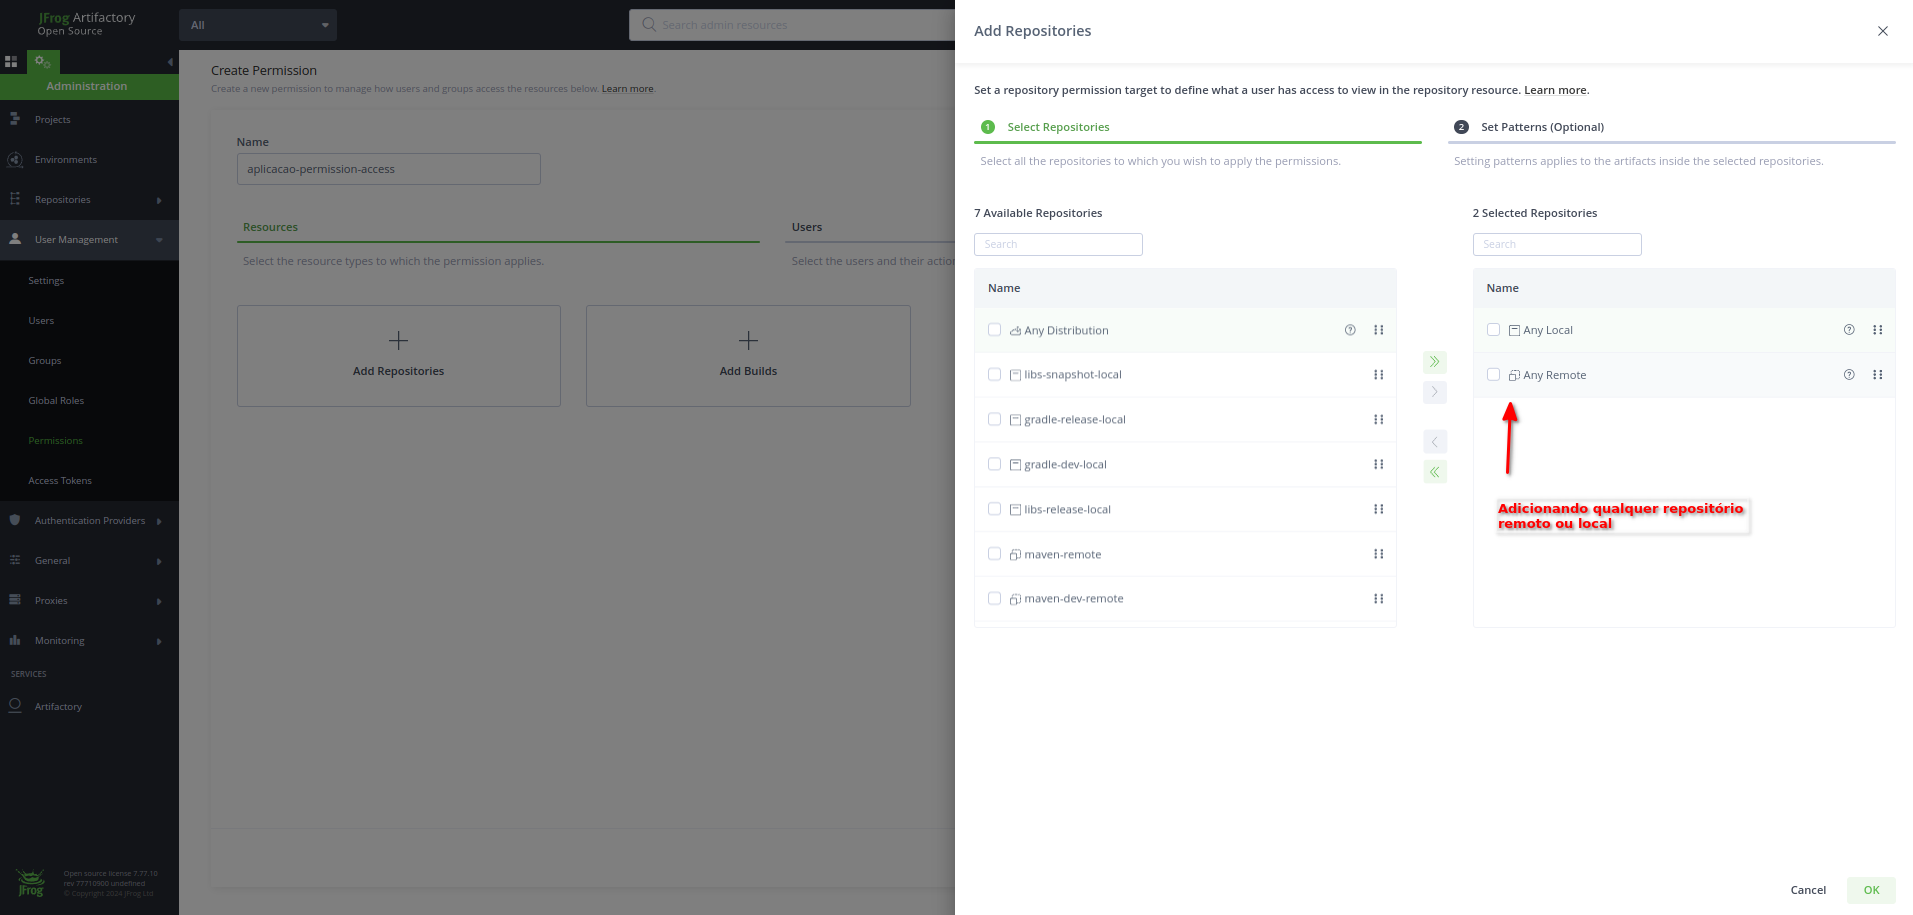 JFrog Artifactory
Open Source
All
Search admin resources
Administration
Projects
Environments
Repositories
User Management
Settings
Users
Groups
Global Roles
Permissions
Access Tokens
Authentication Providers
General
Proxies
Monitoring
SERVICES
Artifactory
JFrog
Open source license 7.77.10
rev 77710900 undefined
© Copyright 2024 JFrog Ltd
Create Permission
Create a new permission to manage how users and groups access the resources below. Learn more.
Name
aplicacao-permission-access
Resources
Select the resource types to which the permission applies.
Users
Select the users and their action
Add Repositories
Add Builds
Add Repositories
Set a repository permission target to define what a user has access to view in the repository resource. Learn more.
1 Select Repositories
Select all the repositories to which you wish to apply the permissions.
2 Set Patterns (Optional)
Setting patterns applies to the artifacts inside the selected repositories.
7 Available Repositories
Search
Name
Any Distribution
libs-snapshot-local
gradle-release-local
gradle-dev-local
libs-release-local
maven-remote
maven-dev-remote
2 Selected Repositories
Search
Name
Any Local
Any Remote
Adicionando qualquer repositório
remoto ou local
Cancel
OK